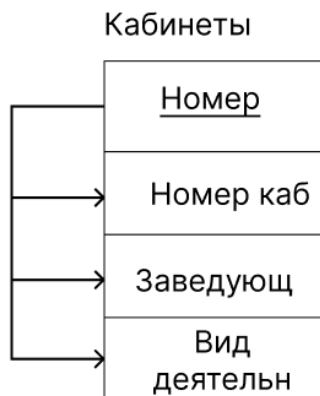 Кабинеты
Номер
Номер каб
Заведующ
Вид
деятельн